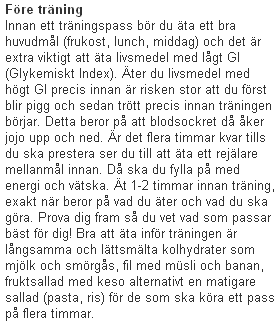 Före träning
Innan ett träningspass bör du äta ett bra
huvudmål (frukost, lunch, middag) och det är
extra viktigt att äta livsmedel med lågt GI
(Glykemiskt Index). Äter du livsmedel med
högt GI precis innan är risken stor att du först
blir pigg och sedan trött precis innan träningen
börjar. Detta beror på att blodsockret då åker
jojo upp och ned. Är det flera timmar kvar tills
du ska prestera ser du till att äta ett rejälare
mellanmål innan. Då ska du fylla på med
energi och vätska. Ät 1-2 timmar innan träning,
exakt när beror på vad du äter och vad du ska
göra. Prova dig fram så du vet vad som passar
bäst för dig! Bra att äta inför träningen är
långsamma och lättsmälta kolhydrater som
mjölk och smörgås, fil med müsli och banan,
fruktsallad med keso alternativt en matigare
sallad (pasta, ris) för de som ska köra ett pass
på flera timmar.